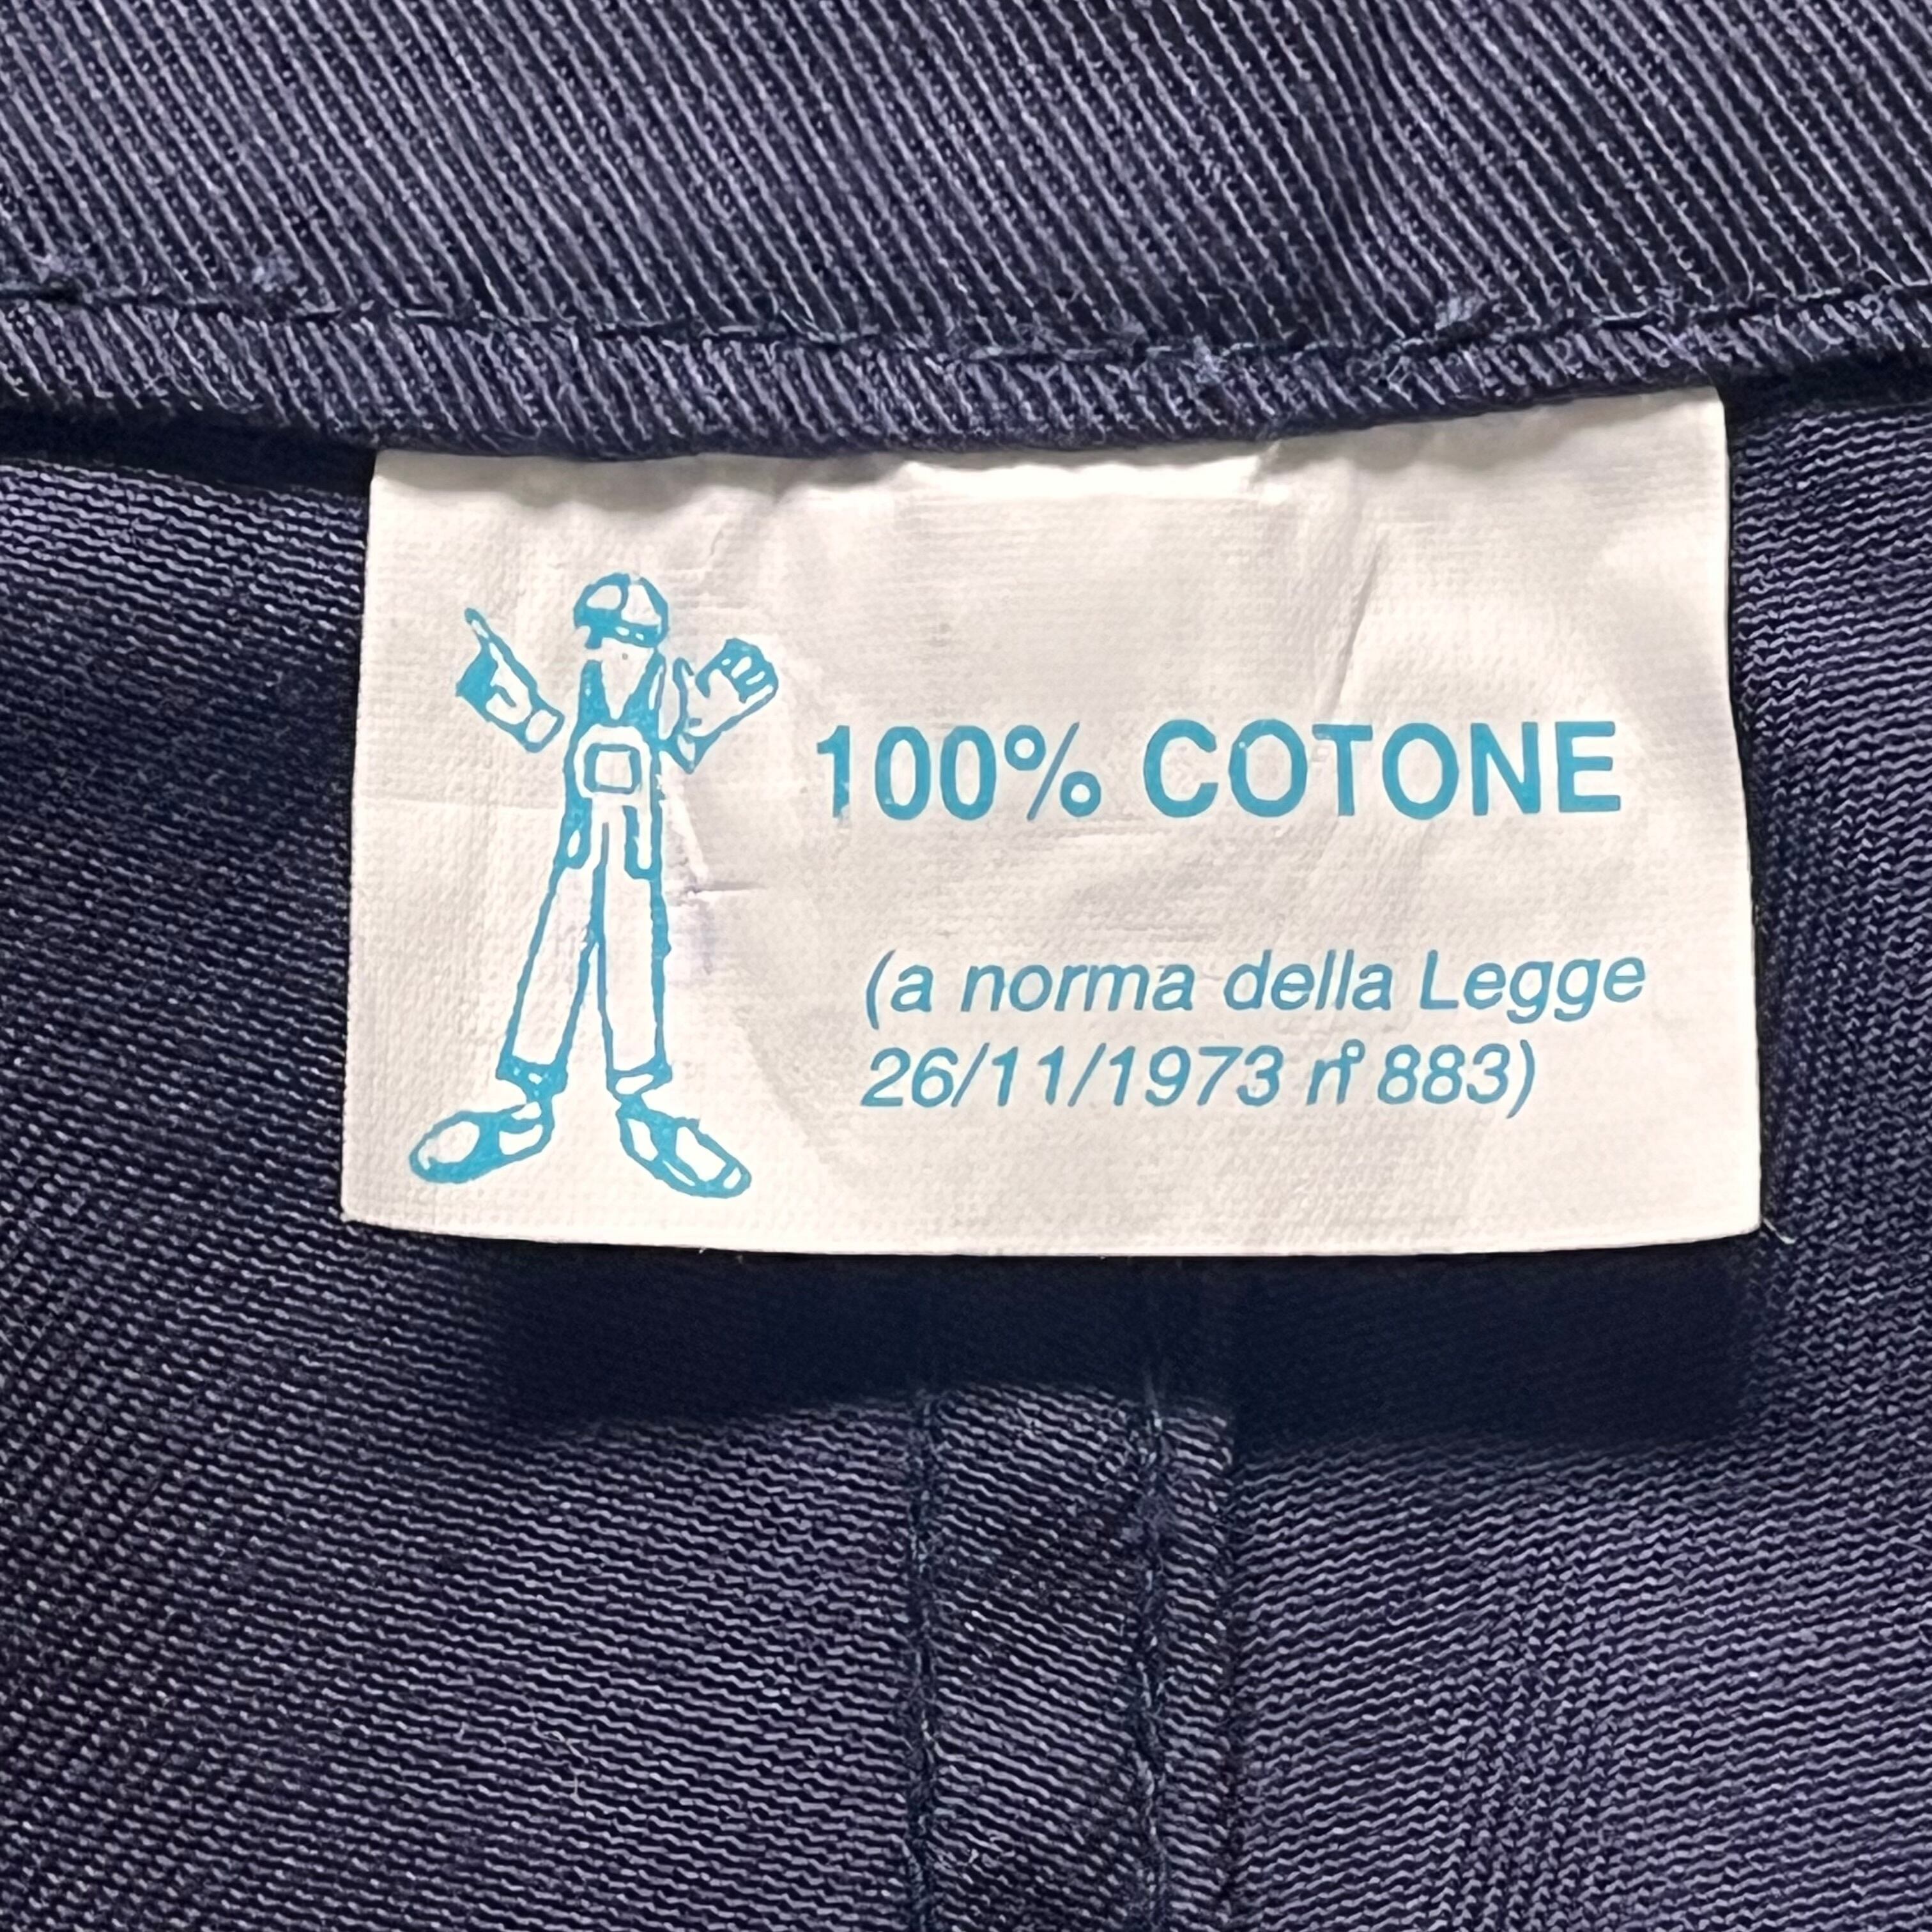 100% COTONE
(a norma della Legge
26/11/1973 n° 883)